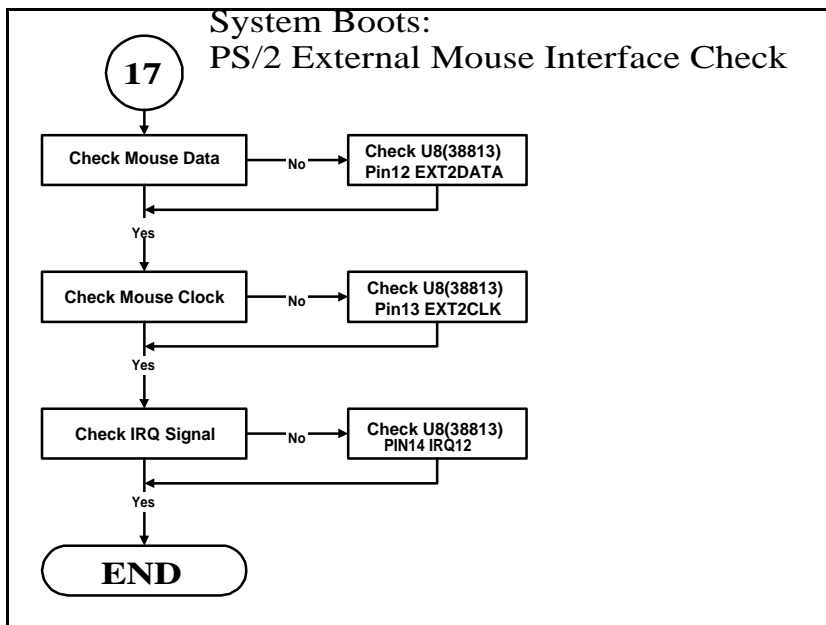 System Boots:
PS/2 External Mouse Interface Check
17
Check Mouse Data
No
Check U8(38813)
Pin12 EXT2DATA
Yes
Check Mouse Clock
No
Check U8(38813)
Pin13 EXT2CLK
Yes
Check IRQ Signal
No
Check U8(38813)
PIN14 IRQ12
Yes
END